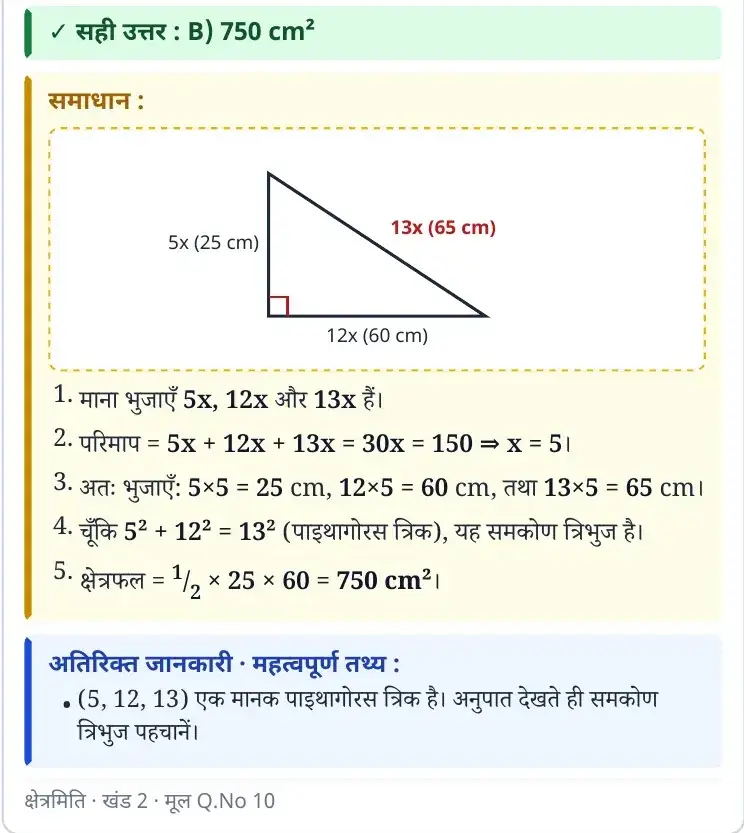 ✓ सही उत्तर : B) 750 cm²
समाधान :
5x (25 cm)
13x (65 cm)
12x (60 cm)
1. माना भुजाएँ 5x, 12x और 13x हैं।
2. परिमाप = 5x + 12x + 13x = 30x = 150 ⇒ x = 5।
3. अतः भुजाएँ: 5×5 = 25 cm, 12×5 = 60 cm, तथा 13×5 = 65 cm।
4. चूँकि 5² + 12² = 13² (पाइथागोरस त्रिक), यह समकोण त्रिभुज है।
5. क्षेत्रफल = 1/2 × 25 × 60 = 750 cm²।
अतिरिक्त जानकारी · महत्वपूर्ण तथ्य :
• (5, 12, 13) एक मानक पाइथागोरस त्रिक है। अनुपात देखते ही समकोण
त्रिभुज पहचानें।
क्षेत्रमिति · खंड 2 · मूल Q.No 10